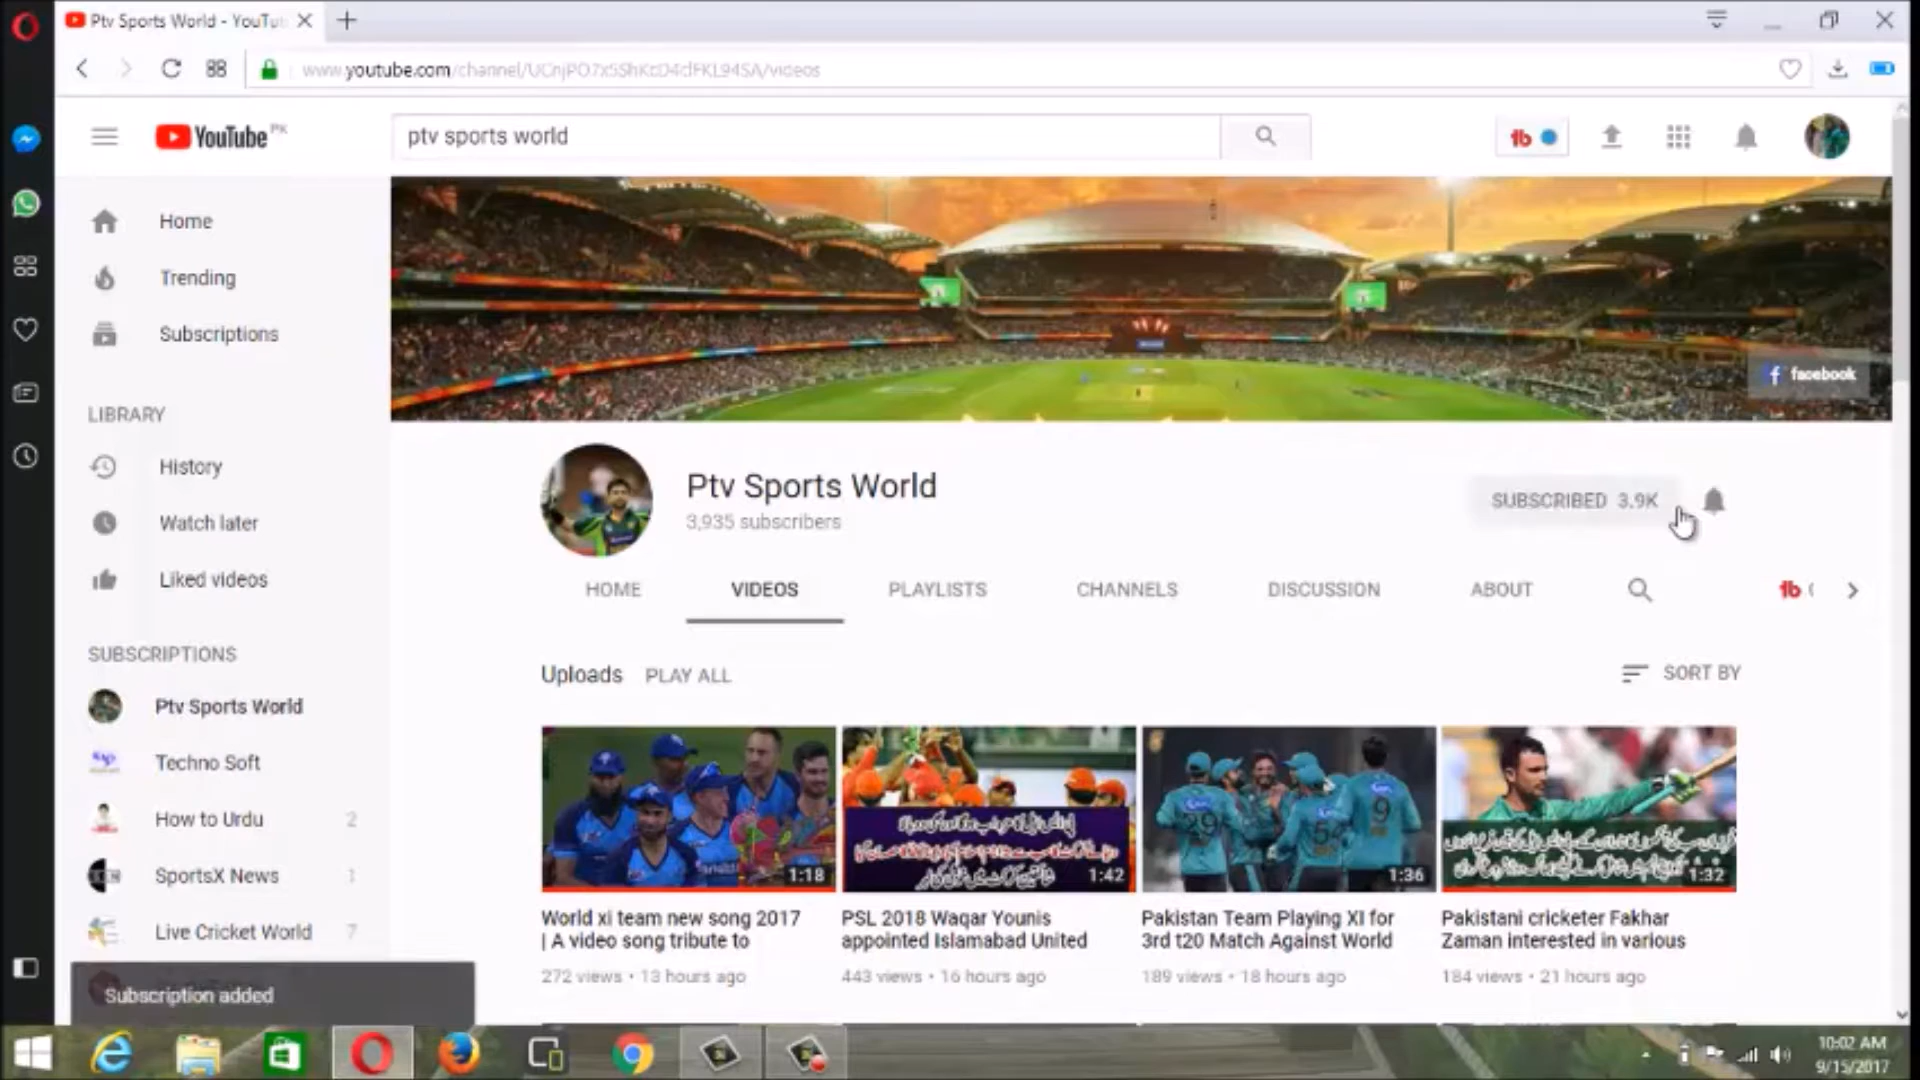 Ptv Sports World - YouTu
www.youtube.com/channel/
YouTube PK
ptv sports world
Home
Trending
Subscriptions
LIBRARY
History
Watch later
Liked videos
SUBSCRIPTIONS
Ptv Sports World
Techno Soft
How to Urdu 2
SportsX News 1
Live Cricket World 7
Subscription added
facebook
Ptv Sports World
3,935 subscribers
SUBSCRIBED 3.9K
HOME VIDEOS PLAYLISTS CHANNELS DISCUSSION ABOUT
Uploads PLAY ALL
SORT BY
1:18
1:42
1:36
1:32
World xi team new song 2017
| A video song tribute to
272 views • 13 hours ago
PSL 2018 Waqar Younis
appointed Islamabad United
443 views • 16 hours ago
Pakistan Team Playing XI for
3rd t20 Match Against World
189 views • 18 hours ago
Pakistani cricketer Fakhar
Zaman interested in various
184 views • 21 hours ago
10:02 AM
9/15/2017